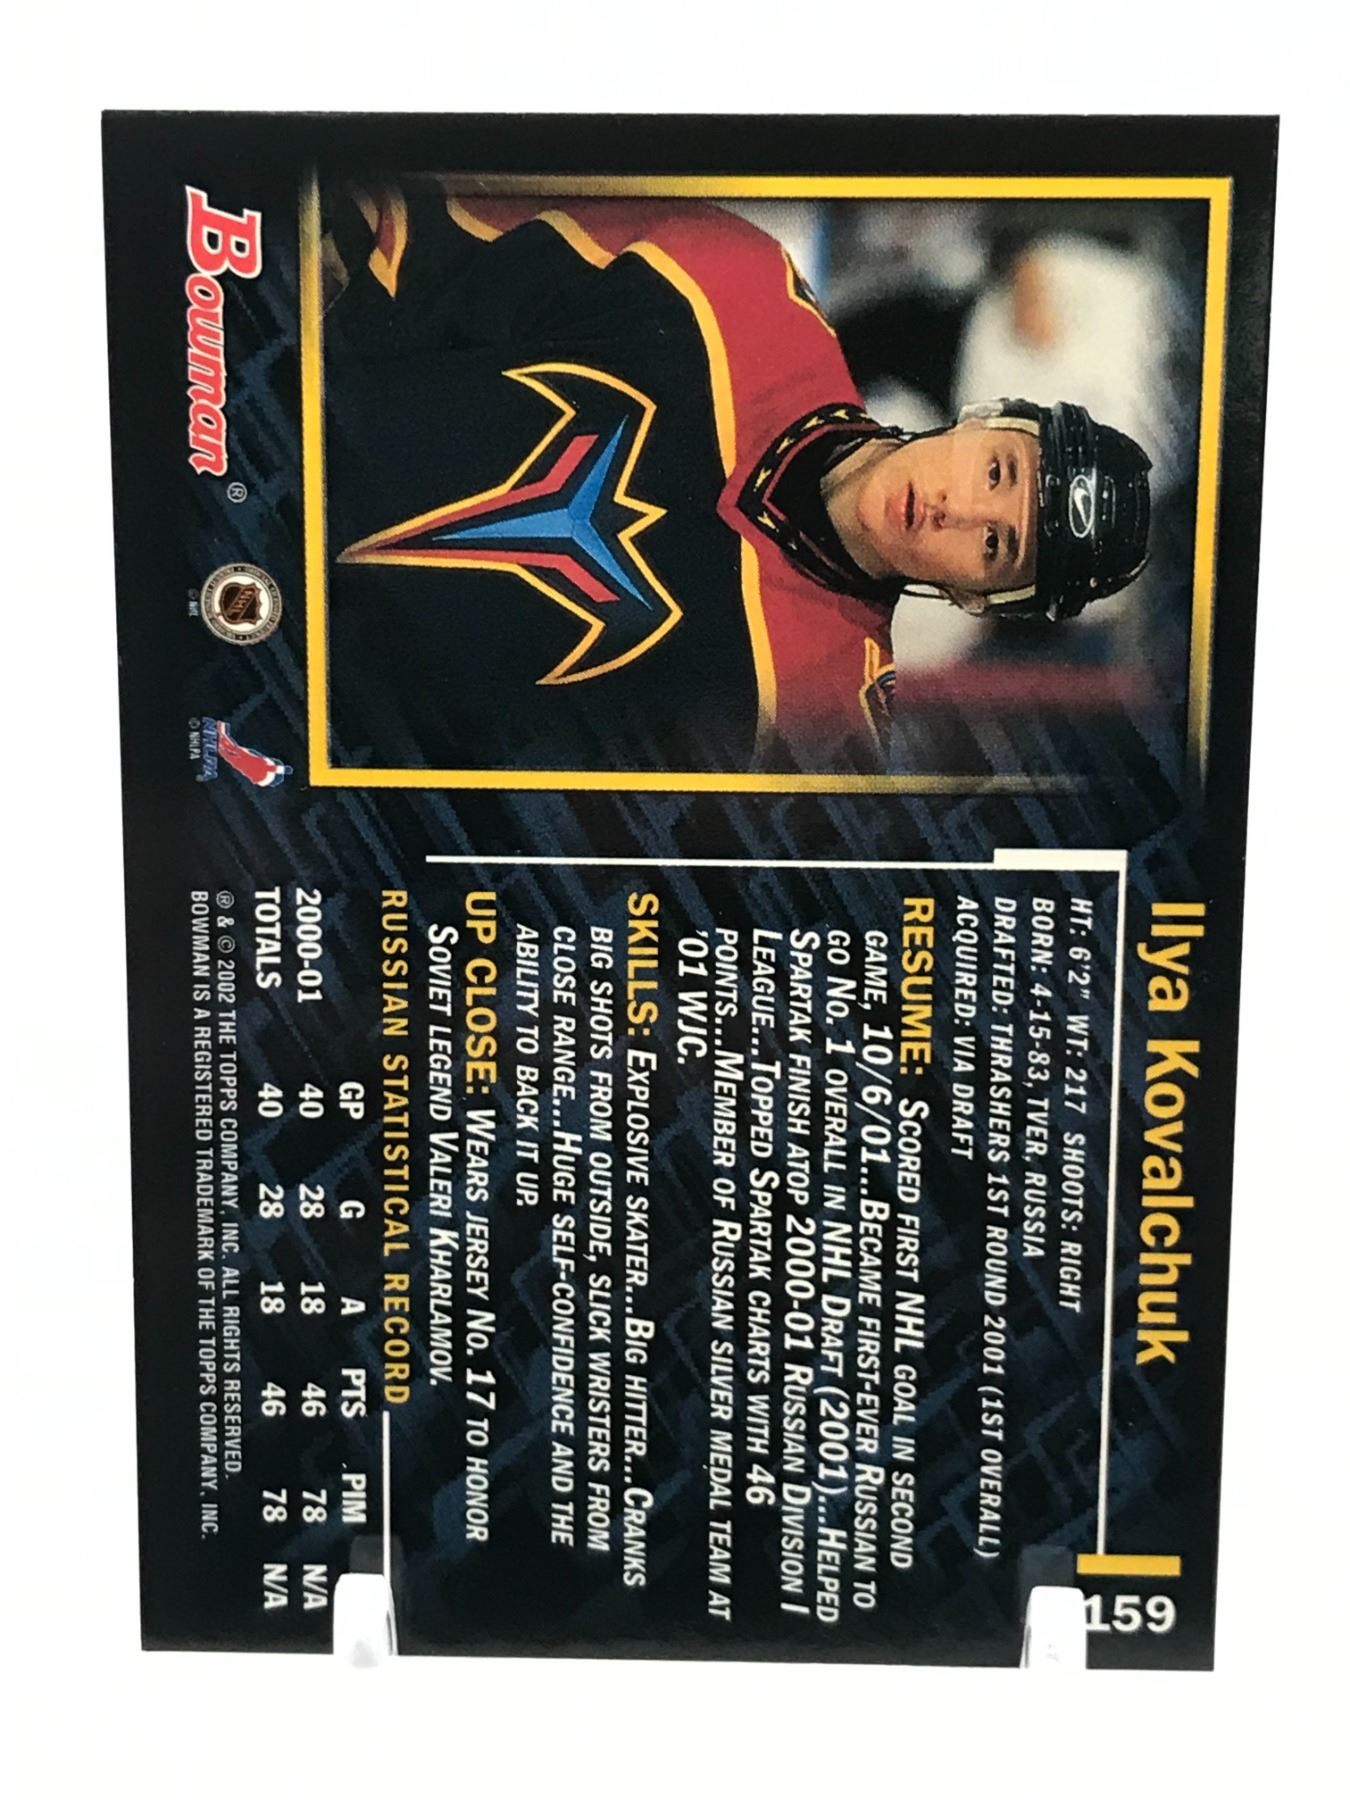 159
Ilya Kovalchuk
HT: 6'2" WT: 217 SHOOTS: RIGHT
BORN: 4-15-83, TVER, RUSSIA
DRAFTED: THRASHERS 1ST ROUND 2001 (1ST OVERALL)
ACQUIRED: VIA DRAFT
RESUME: SCORED FIRST NHL GOAL IN SECOND
GAME, 10/6/01...BECAME FIRST-EVER RUSSIAN TO
GO NO. 1 OVERALL IN NHL DRAFT (2001)...HELPED
SPARTAK FINISH ATOP 2000-01 RUSSIAN DIVISION I
LEAGUE...TOPPED SPARTAK CHARTS WITH 46
POINTS...MEMBER OF RUSSIAN SILVER MEDAL TEAM AT
'01 WJC.
SKILLS: EXPLOSIVE SKATER...BIG HITTER...CRANKS
BIG SHOTS FROM OUTSIDE, SLICK WRISTERS FROM
CLOSE RANGE...HUGE SELF-CONFIDENCE AND THE
ABILITY TO BACK IT UP.
UP CLOSE: WEARS JERSEY NO. 17 TO HONOR
SOVIET LEGEND VALERI KHARLAMOV.
RUSSIAN STATISTICAL RECORD
GP G A PTS PIM
2000-01 40 28 18 46 78 N/A
TOTALS 40 28 18 46 78 N/A
® & © 2002 THE TOPPS COMPANY, INC. ALL RIGHTS RESERVED.
BOWMAN IS A REGISTERED TRADEMARK OF THE TOPPS COMPANY, INC.
Bowman ®
NHL
© NHL
NHLPA ®
© NHLPA